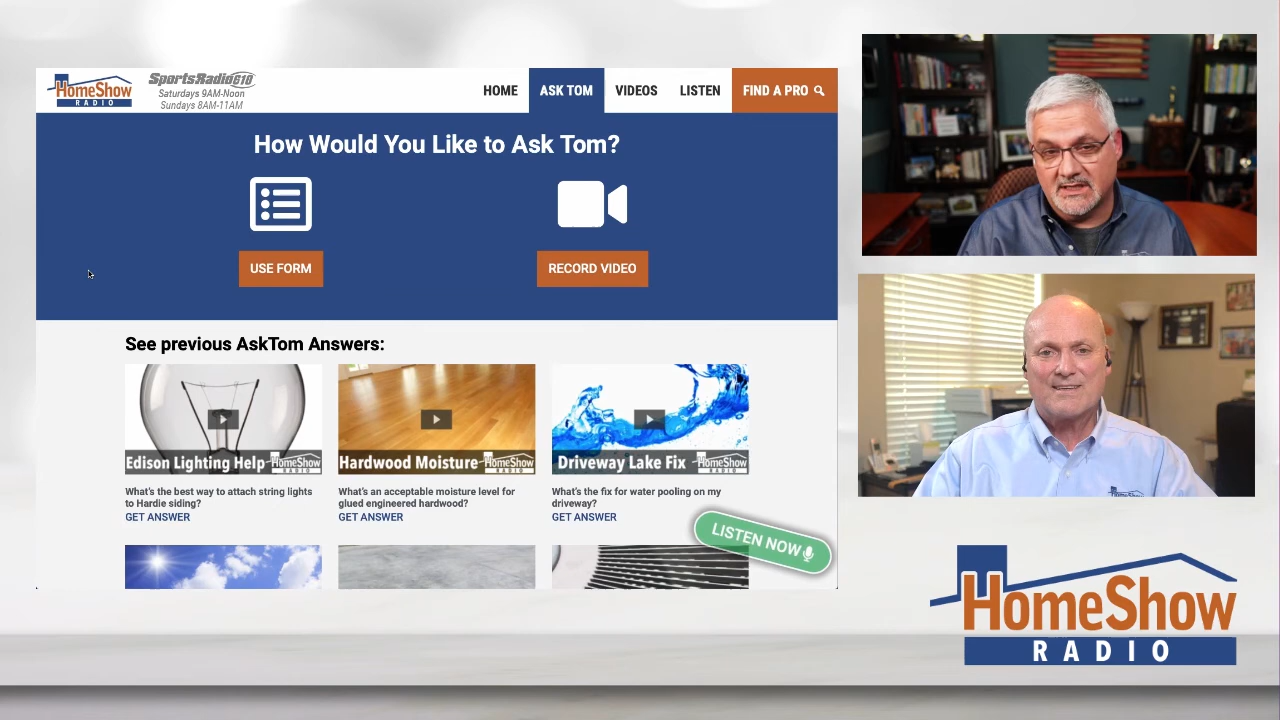 HomeShow
RADIO
SportsRadio610
Saturdays 9AM-Noon
Sundays 8AM-11AM
HOME
ASK TOM
VIDEOS
LISTEN
FIND A PRO
How Would You Like to Ask Tom?
USE FORM
RECORD VIDEO
See previous AskTom Answers:
Edison Lighting Help
HomeShow
RADIO
Hardwood Moisture
HomeShow
RADIO
Driveway Lake Fix
HomeShow
RADIO
What's the best way to attach string lights
to Hardie siding?
GET ANSWER
What's an acceptable moisture level for
glued engineered hardwood?
GET ANSWER
What's the fix for water pooling on my
driveway?
GET ANSWER
LISTEN NOW
HomeShow
RADIO